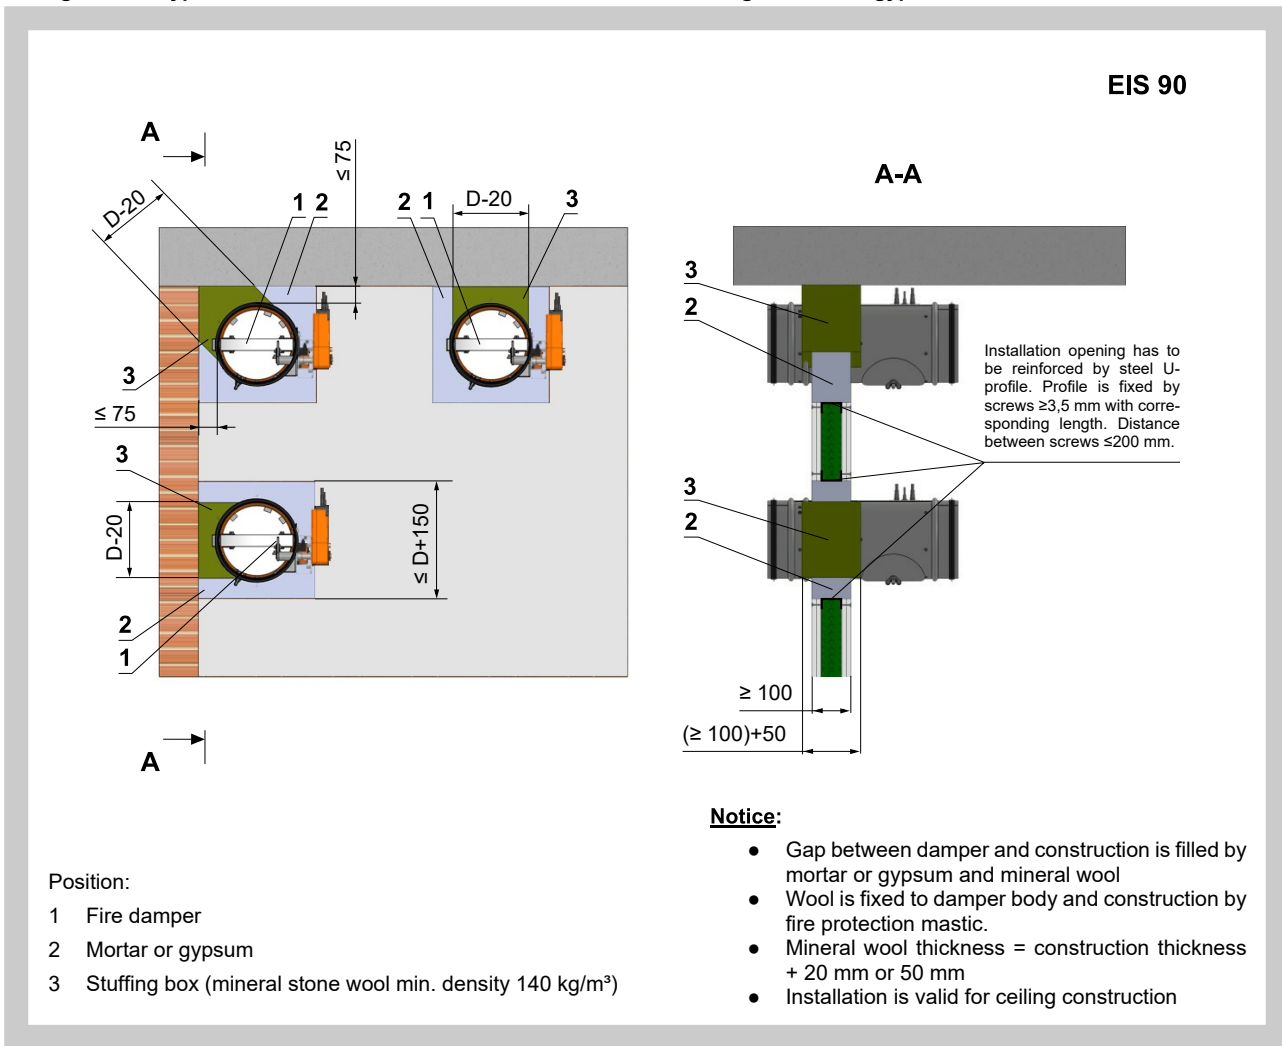 EIS 90
A
≤ 75
A-A
D-20
1 2
2 1
D-20
3
3
2
Installation opening has to
be reinforced by steel U-
profile. Profile is fixed by
screws ≥3,5 mm with corre-
sponding length. Distance
between screws ≤200 mm.
3
≤ 75
3
D-20
≤ D+150
3
2
2
1
≥ 100
(≥ 100)+50
A
Notice:
● Gap between damper and construction is filled by
mortar or gypsum and mineral wool
● Wool is fixed to damper body and construction by
fire protection mastic.
● Mineral wool thickness = construction thickness
+ 20 mm or 50 mm
● Installation is valid for ceiling construction
Position:
1 Fire damper
2 Mortar or gypsum
3 Stuffing box (mineral stone wool min. density 140 kg/m³)